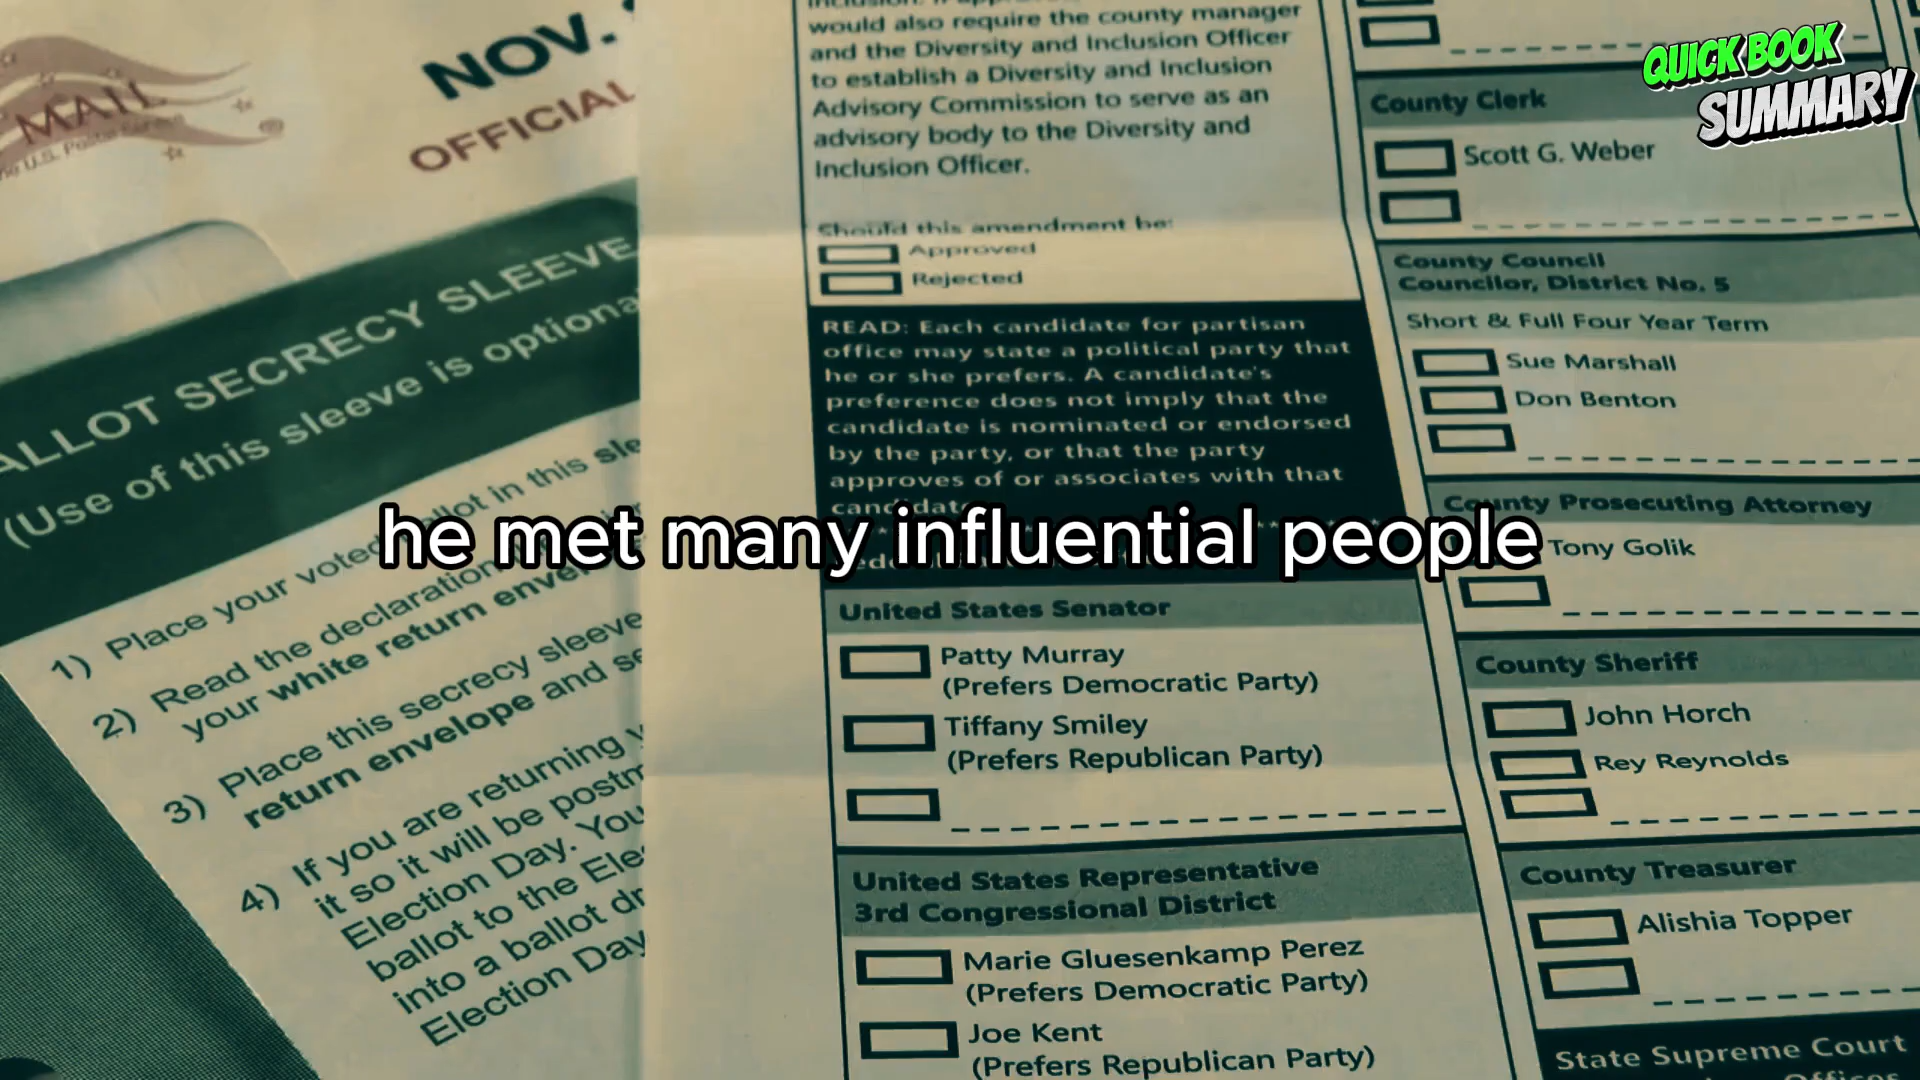 MAIL
U.S. Postal
NOV.
OFFICIAL
BALLOT SECRECY SLEEVE
(Use of this sleeve is optional
1) Place your voted ballot in this
2) Read the declaration
your white return
3) Place this secrecy sleeve
return envelope and
4) If you are returning
it so it will be
Election Day. You
ballot to the
into a ballot
Election Day
would also require the county manager
and the Diversity and Inclusion Officer
to establish a Diversity and Inclusion
Advisory Commission to serve as an
advisory body to the Diversity and
Inclusion Officer.
Should this amendment be:
Approved
Rejected
READ: Each candidate for partisan
office may state a political party that
he or she prefers. A candidate's
preference does not imply that the
candidate is nominated or endorsed
by the party, or that the party
approves of or associates with that
United States Senator
Patty Murray
(Prefers Democratic Party)
Tiffany Smiley
(Prefers Republican Party)
United States Representative
3rd Congressional District
Marie Gluesenkamp Perez
(Prefers Democratic Party)
Joe Kent
(Prefers Republican Party)
County Clerk
Scott G. Weber
County Council
Councilor, District No. 5
Short & Full Four Year Term
Sue Marshall
Don Benton
County Prosecuting Attorney
Tony Golik
County Sheriff
John Horch
Rey Reynolds
County Treasurer
Alishia Topper
State Supreme Court
he met many influential people
QUICK BOOK
SUMMARY